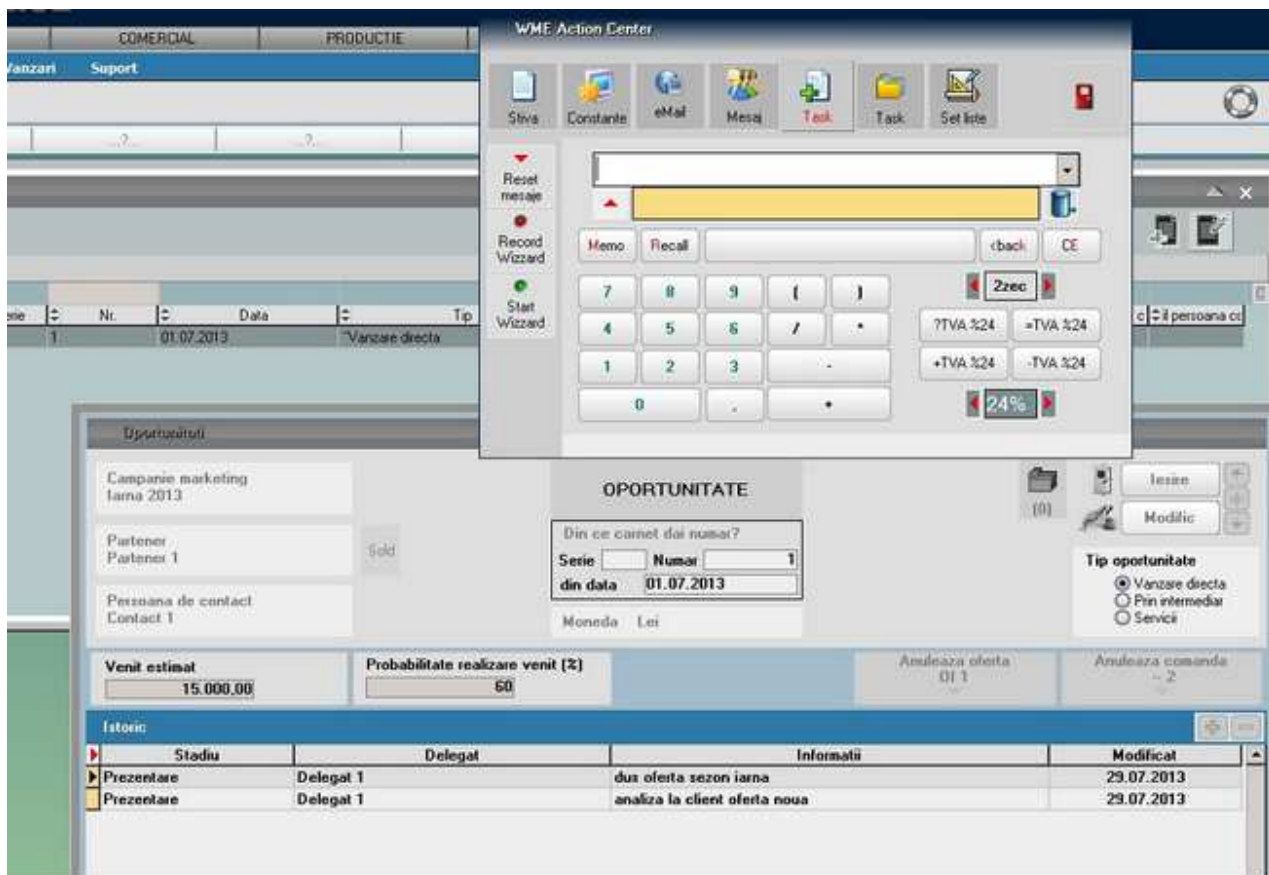 COMERCIAL PRODUCTIE
Vanzari Suport
WME Action Center
Stiva Constante eMail Mesaj Task Task Set liste
...?... ...?...
Reset
mesaje
Record
Wizzard
Start
Wizzard
Memo Recall <back CE
7 8 9 ( )
2zec
4 5 6 /
?TVA %24 =TVA %24
1 2 3 -
+TVA %24 -TVA %24
0 .
24%
Nr. Data Tip
il persoana
1 01.07.2013 "Vanzare directa
Oportunitati
Campanie marketing
Iarna 2013
Partener
Partener 1
Sold
Persoana de contact
Contact 1
OPORTUNITATE
Din ce carnet dai numar?
Serie Numar 1
din data 01.07.2013
Moneda Lei
(0)
Iesire
Modific
Tip oportunitate
Vanzare directa
Prin intermediar
Servicii
Venit estimat
15.000,00
Probabilitate realizare venit (%)
60
Anuleaza oferta
Of 1
Anuleaza comanda
- 2
Istoric
Stadiu Delegat Informatii Modificat
Prezentare Delegat 1 dus oferta sezon iarna 29.07.2013
Prezentare Delegat 1 analiza la client oferta noua 29.07.2013